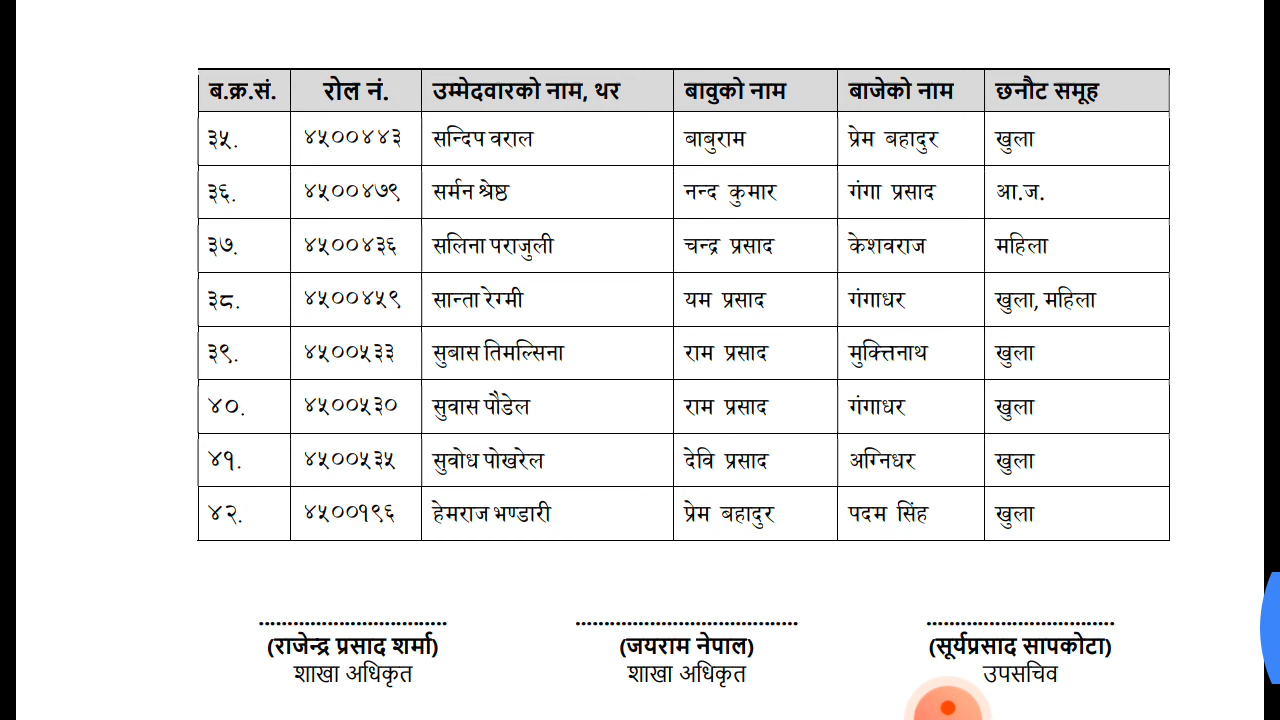 ब.क्र.सं. रोल नं. उम्मेदवारको नाम, थर बावुको नाम बाजेको नाम छनौट समूह
३५. ४५००४४३ सन्दिप वराल बाबुराम प्रेम बहादुर खुला
३६. ४५००४७९ सर्मन श्रेष्ठ नन्द कुमार गंगा प्रसाद आ.ज.
३७. ४५००४३६ सलिना पराजुली चन्द्र प्रसाद केशवराज महिला
३८. ४५००४५९ सान्ता रेग्मी यम प्रसाद गंगाधर खुला, महिला
३९. ४५००५३३ सुबास तिमल्सिना राम प्रसाद मुक्तिनाथ खुला
४०. ४५००५३० सुवास पौडेल राम प्रसाद गंगाधर खुला
४१. ४५००५३५ सुवोध पोखरेल देवि प्रसाद अग्निधर खुला
४२. ४५००१९६ हेमराज भण्डारी प्रेम बहादुर पदम सिंह खुला
................................. ....................................... .................................
(राजेन्द्र प्रसाद शर्मा) (जयराम नेपाल) (सूर्यप्रसाद सापकोटा)
शाखा अधिकृत शाखा अधिकृत उपसचिव